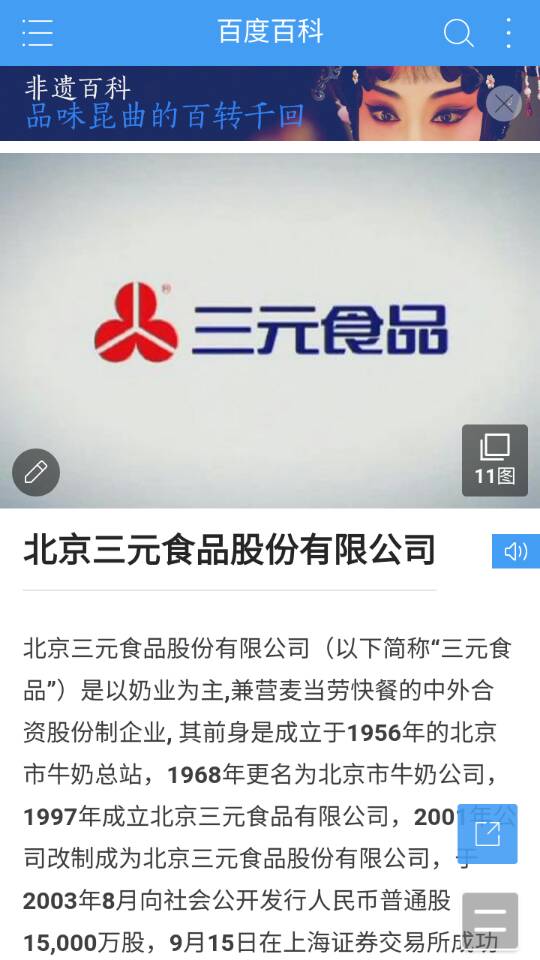 百度百科
非遗百科
品味昆曲的百转千回
三元食品
11图
北京三元食品股份有限公司
北京三元食品股份有限公司（以下简称“三元食
品”）是以奶业为主,兼营麦当劳快餐的中外合
资股份制企业, 其前身是成立于1956年的北京
市牛奶总站，1968年更名为北京市牛奶公司，
1997年成立北京三元食品有限公司，2001年公
司改制成为北京三元食品股份有限公司，于
2003年8月向社会公开发行人民币普通股
15,000万股，9月15日在上海证券交易所成功